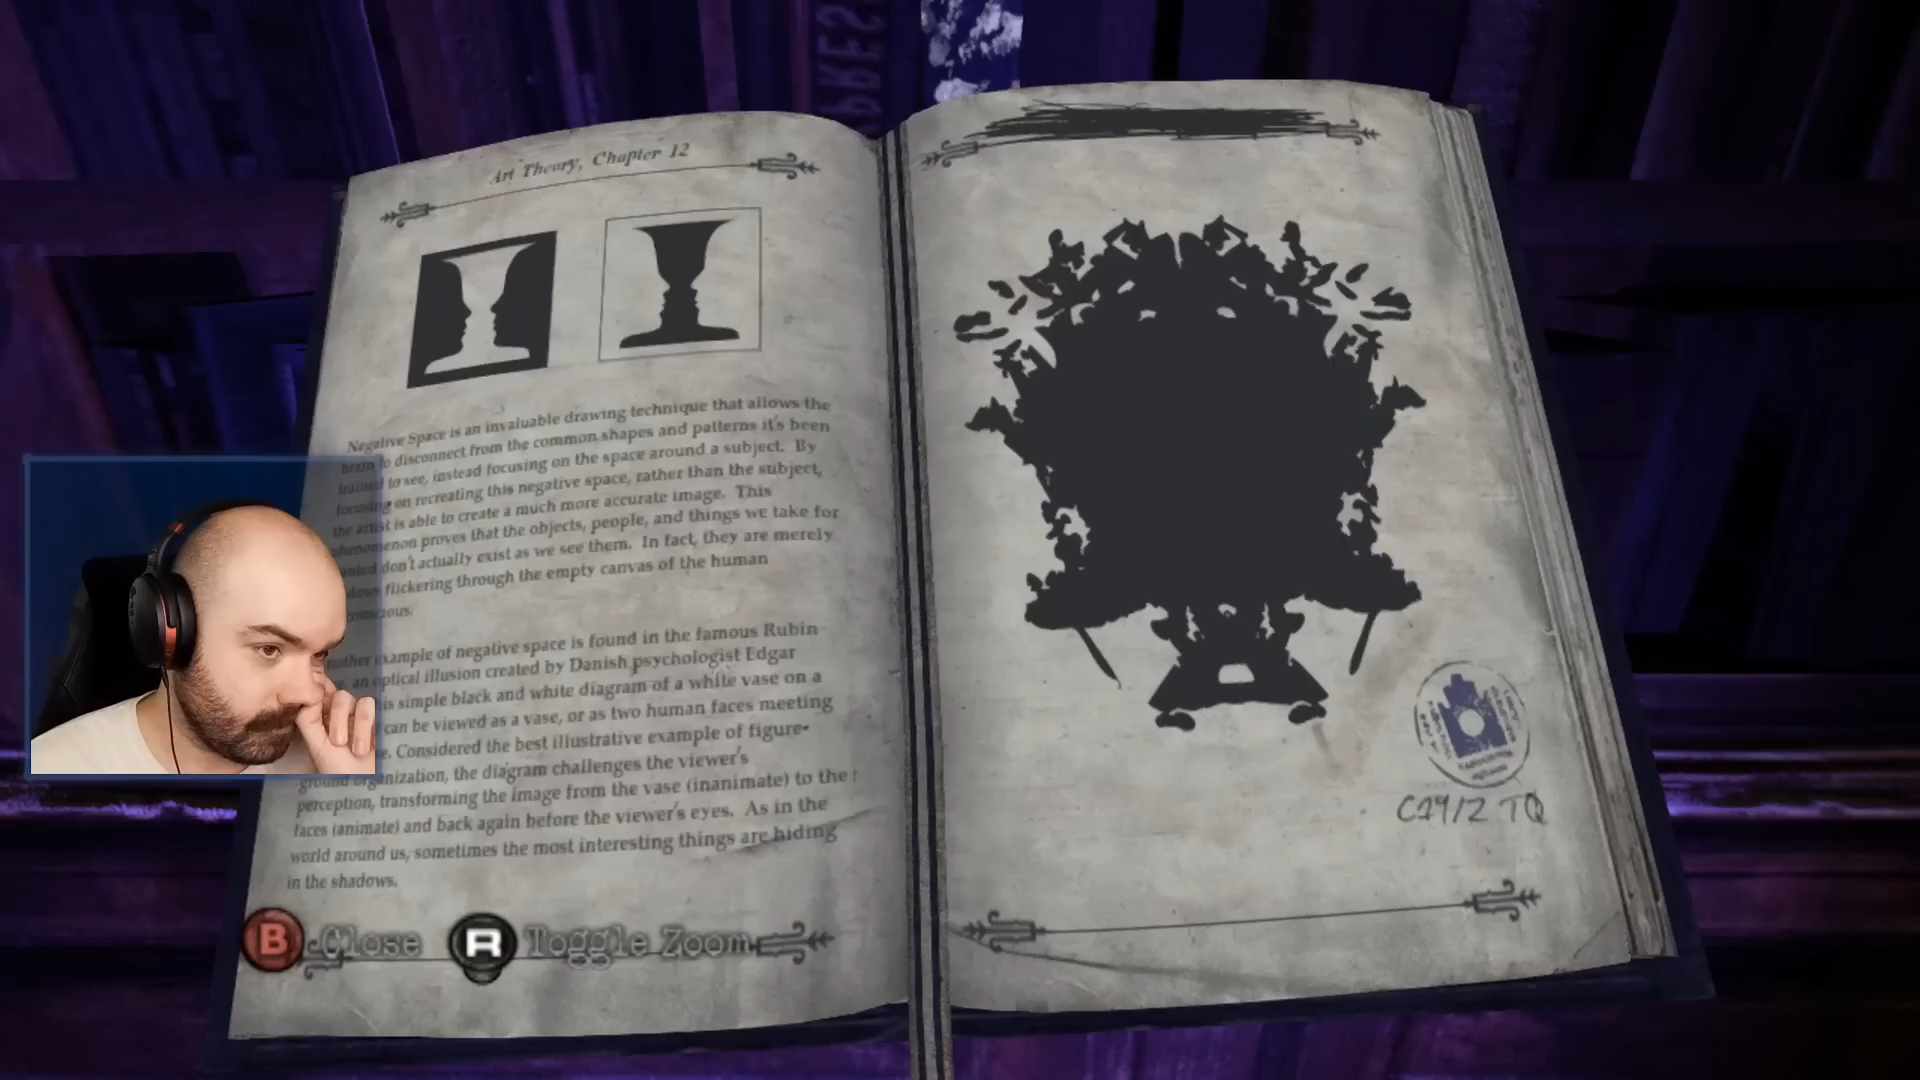 Art Theory, Chapter 12
Negative Space is an invaluable drawing technique that allows the
brain to disconnect from the common shapes and patterns it's been
trained to see, instead focusing on the space around a subject. By
focusing on recreating this negative space, rather than the subject,
the artist is able to create a much more accurate image. This
phenomenon proves that the objects, people, and things we take for
don't actually exist as we see them. In fact, they are merely
flickering through the empty canvas of the human
example of negative space is found in the famous Rubin
an optical illusion created by Danish psychologist Edgar
is simple black and white diagram of a white vase on a
can be viewed as a vase, or as two human faces meeting
Considered the best illustrative example of figure-
ground organization, the diagram challenges the viewer's
perception, transforming the image from the vase (inanimate) to the
faces (animate) and back again before the viewer's eyes. As in the
world around us, sometimes the most interesting things are hiding
in the shadows.
B Close R Toggle Zoom
C19/2 TQ